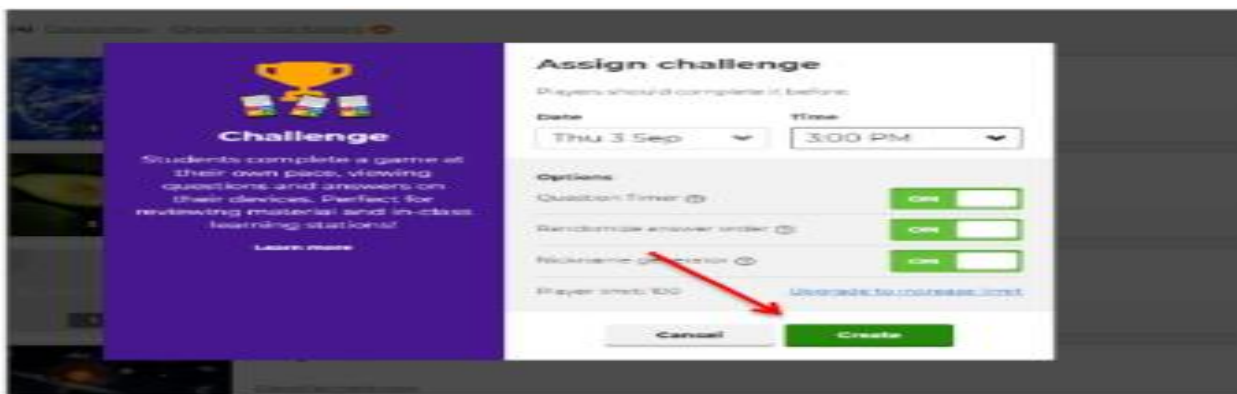 Challenge
Students complete a game at
their own pace, viewing
questions and answers on
their devices. Perfect for
reviewing material and in-class
learning stations!
Learn more
Assign challenge
Players should complete it before:
Date
Time
Thu 3 Sep
3:00 PM
Options
Question Timer
ON
Randomize answer order
ON
Nickname generator
ON
Player limit: 100
Upgrade to increase limit
Cancel
Create